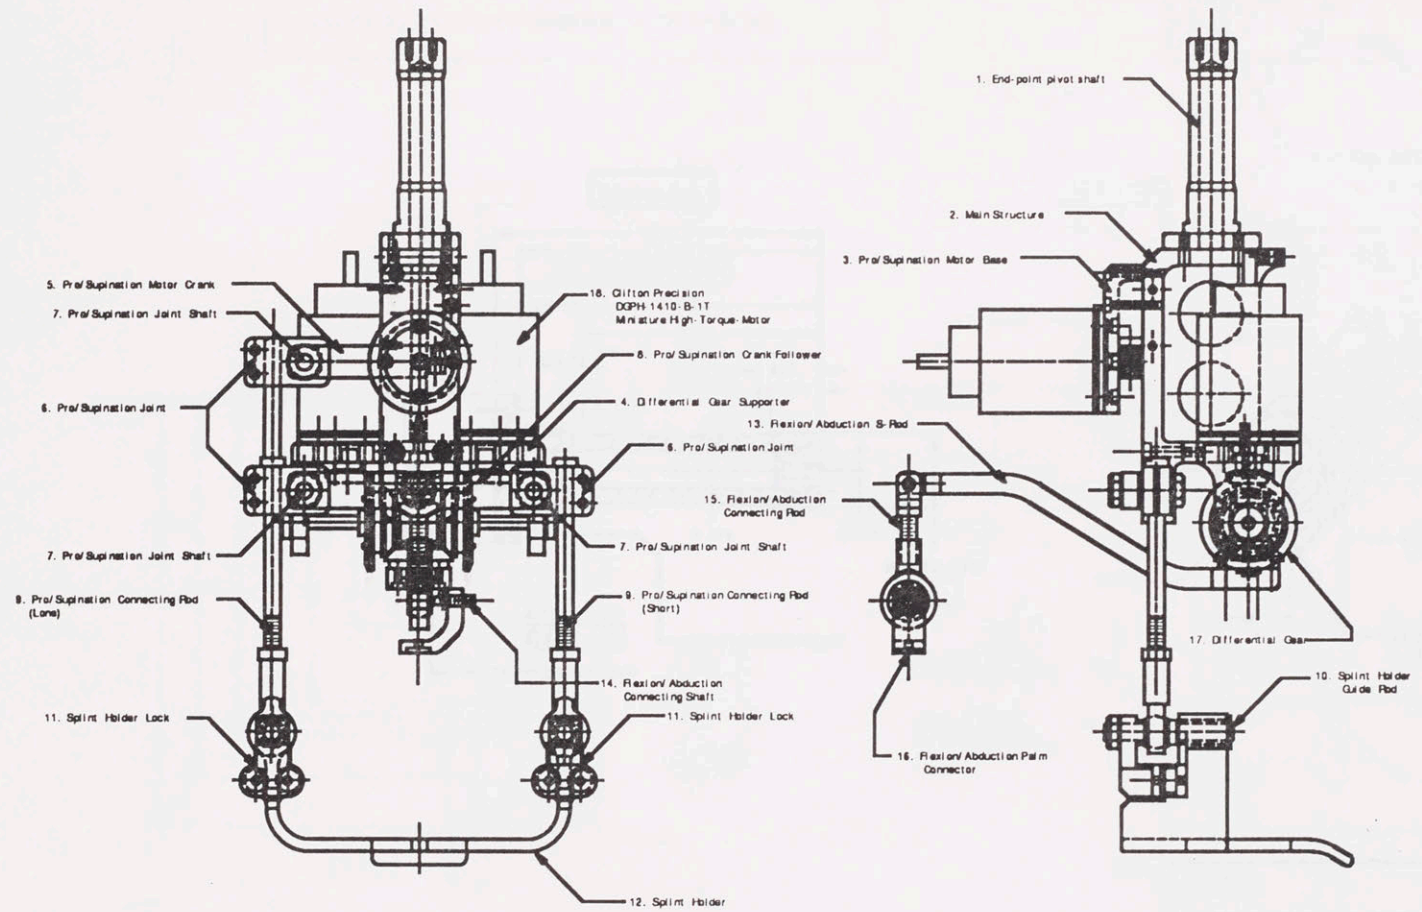 1. End-point pivot shaft
2. Main Structure
3. Pro/Supination Motor Base
5. Pro/Supination Motor Crank
7. Pro/Supination Joint Shaft
18. Clifton Precision
DGPH-1410-B-1T
Miniature High-Torque-Motor
8. Pro/Supination Crank Follower
6. Pro/Supination Joint
4. Differential Gear Supporter
13. Flexion/Abduction S-Rod
6. Pro/Supination Joint
15. Flexion/Abduction
Connecting Rod
7. Pro/Supination Joint Shaft
7. Pro/Supination Joint Shaft
9. Pro/Supination Connecting Rod
(Long)
9. Pro/Supination Connecting Rod
(Short)
17. Differential Gear
14. Flexion/Abduction
Connecting Shaft
10. Splint Holder
Guide Rod
11. Splint Holder Lock
11. Splint Holder Lock
16. Flexion/Abduction Palm
Connector
12. Splint Holder